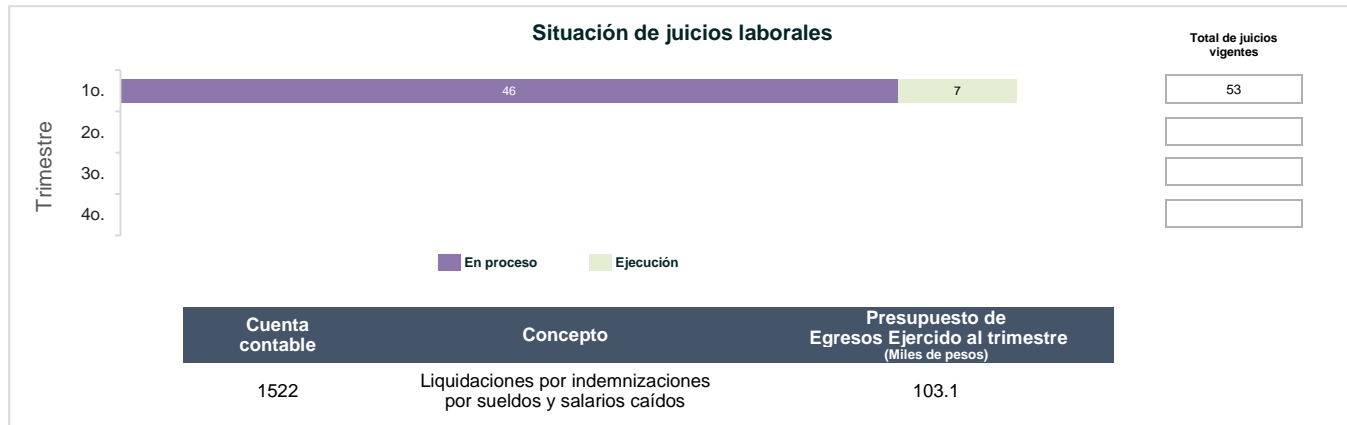 Situación de juicios laborales
Total de juicios
vigentes
Trimestre
1o.
46
7
53
2o.
3o.
4o.
En proceso
Ejecución
Cuenta
contable
Concepto
Presupuesto de
Egresos Ejercido al trimestre
(Miles de pesos)
1522
Liquidaciones por indemnizaciones
por sueldos y salarios caídos
103.1